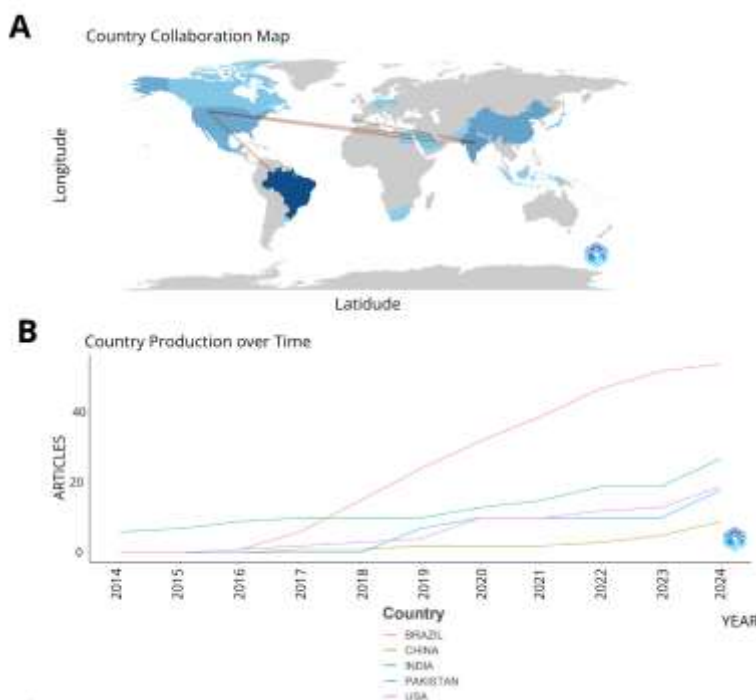 A
Country Collaboration Map
Longitude
Latidude
B
Country Production over Time
ARTICLES
40
20
0
2014
2015
2016
2017
2018
2019
2020
2021
2022
2023
2024
YEAR
Country
BRAZIL
CHINA
INDIA
PAKISTAN
USA